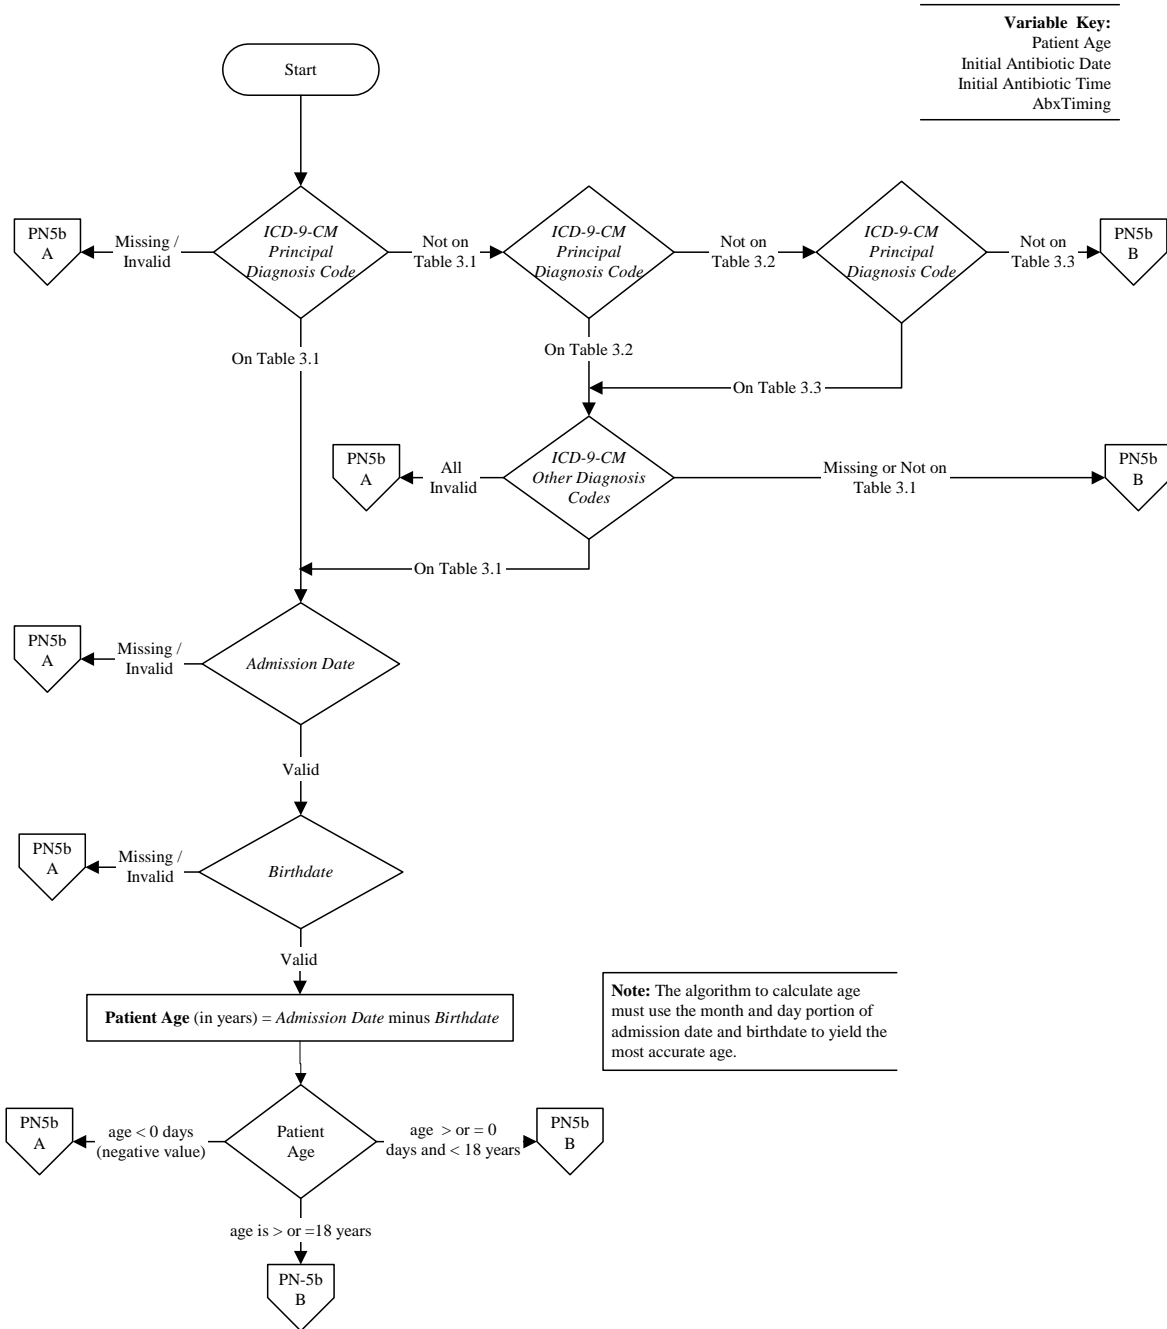 Variable Key:
Patient Age
Initial Antibiotic Date
Initial Antibiotic Time
AbxTiming
Start
PN5b
A
Missing /
Invalid
ICD-9-CM
Principal
Diagnosis Code
Not on
Table 3.1
ICD-9-CM
Principal
Diagnosis Code
Not on
Table 3.2
ICD-9-CM
Principal
Diagnosis Code
Not on
Table 3.3
PN5b
B
On Table 3.1
On Table 3.2
On Table 3.3
PN5b
A
All
Invalid
ICD-9-CM
Other Diagnosis
Codes
Missing or Not on
Table 3.1
PN5b
B
On Table 3.1
PN5b
A
Missing /
Invalid
Admission Date
Valid
PN5b
A
Missing /
Invalid
Birthdate
Valid
Patient Age (in years) = Admission Date minus Birthdate
Note: The algorithm to calculate age
must use the month and day portion of
admission date and birthdate to yield the
most accurate age.
PN5b
A
age < 0 days
(negative value)
Patient
Age
age > or = 0
days and < 18 years
PN5b
B
age is > or =18 years
PN-5b
B